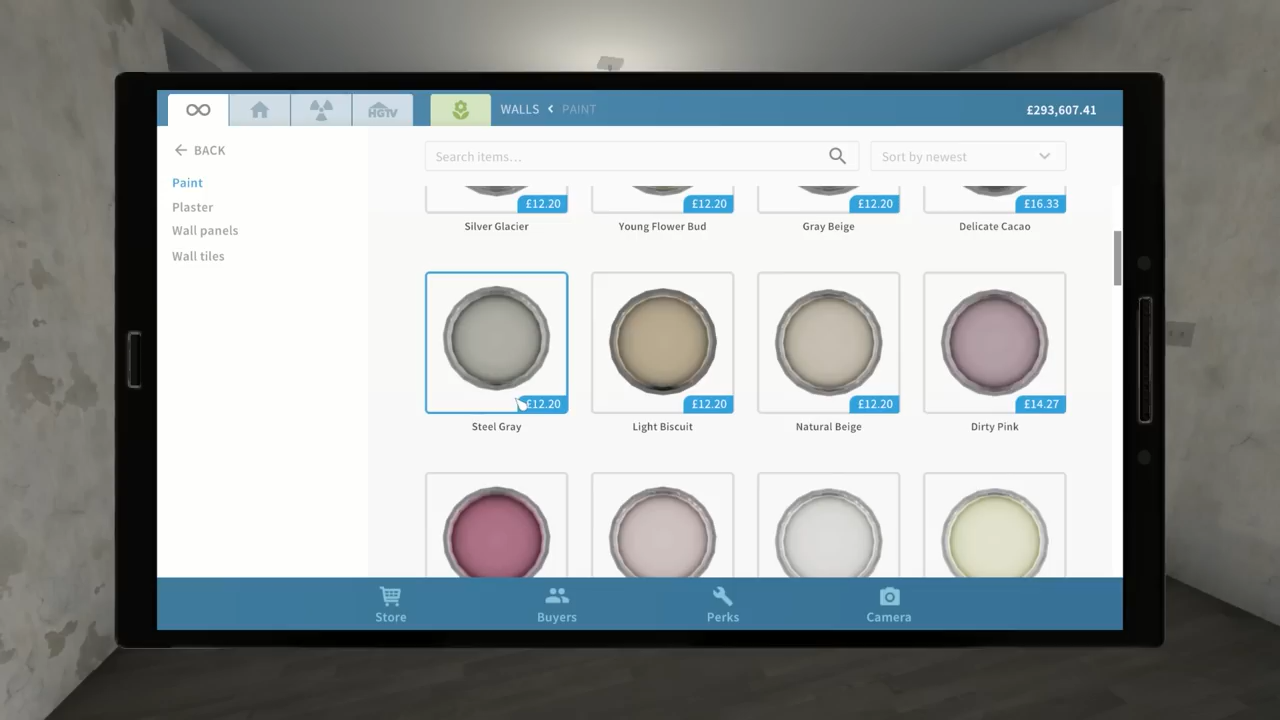 HGTV
WALLS < PAINT
£293,607.41
BACK
Search items...
Sort by newest
Paint
Plaster
Wall panels
Wall tiles
£12.20
£12.20
£12.20
£16.33
Silver Glacier
Young Flower Bud
Gray Beige
Delicate Cacao
£12.20
£12.20
£12.20
£14.27
Steel Gray
Light Biscuit
Natural Beige
Dirty Pink
Store
Buyers
Perks
Camera